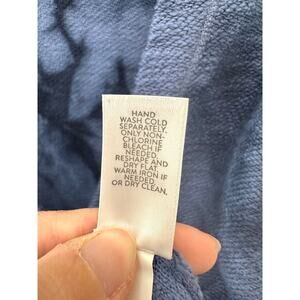 HAND
WASH COLD
SEPARATELY.
ONLY NON-
CHLORINE
BLEACH IF
NEEDED.
RESHAPE AND
DRY FLAT.
WARM IRON IF
NEEDED.
OR DRY CLEAN.